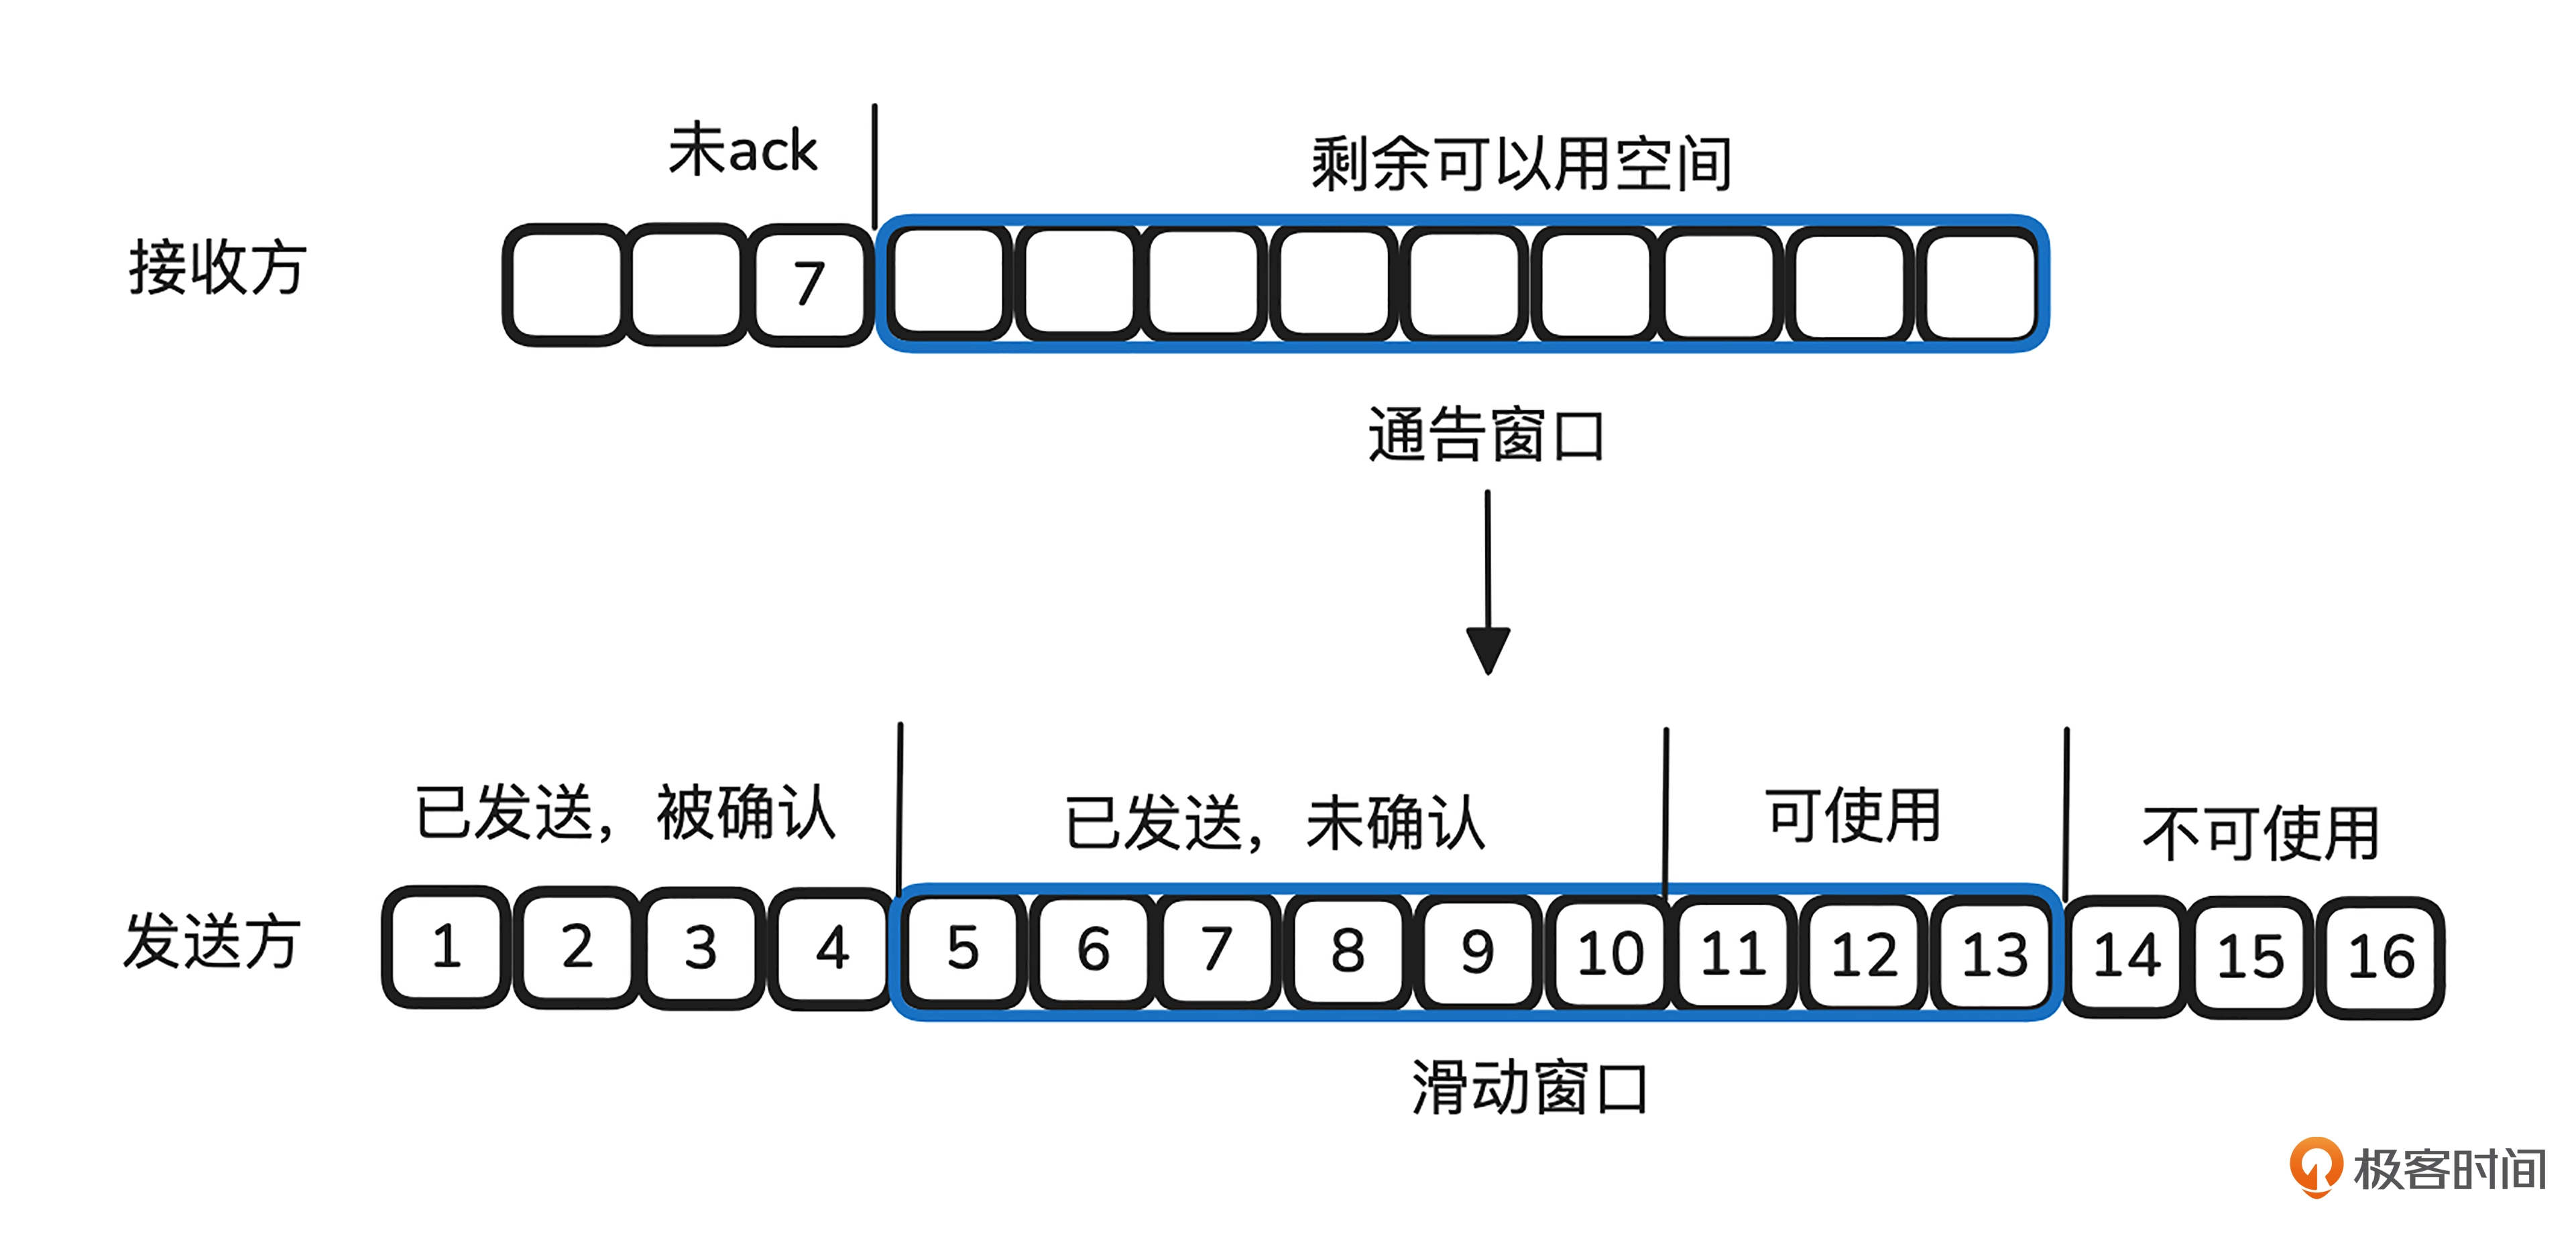 未ack
剩余可以用空间
接收方
7
通告窗口
已发送，被确认
已发送，未确认
可使用
不可使用
发送方
1 2 3 4 5 6 7 8 9 10 11 12 13 14 15 16
滑动窗口
极客时间